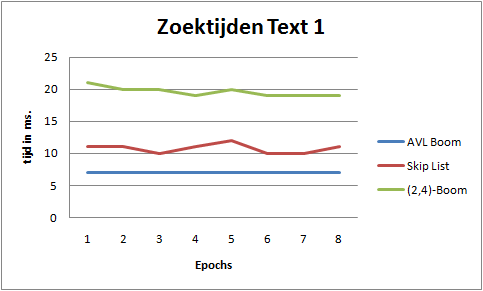 Zoektijden Text 1
25
20
15
10
5
0
tijd in ms.
1 2 3 4 5 6 7 8
Epochs
AVL Boom
Skip List
(2,4)-Boom